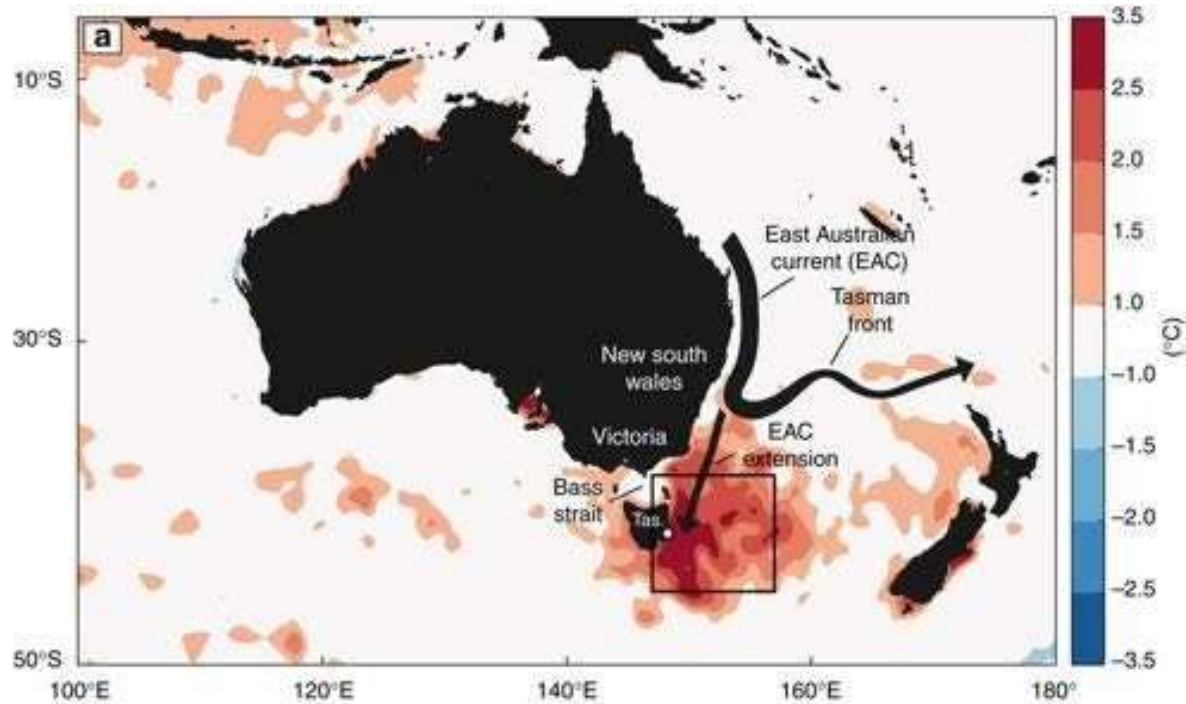 a
10°S
30°S
50°S
100°E
120°E
140°E
160°E
180°
East Australian
current (EAC)
Tasman
front
New south
wales
Victoria
EAC
extension
Bass
strait
Tas.
3.5
2.5
2.0
1.5
1.0
–1.0
–1.5
–2.0
–2.5
–3.5
(°C)